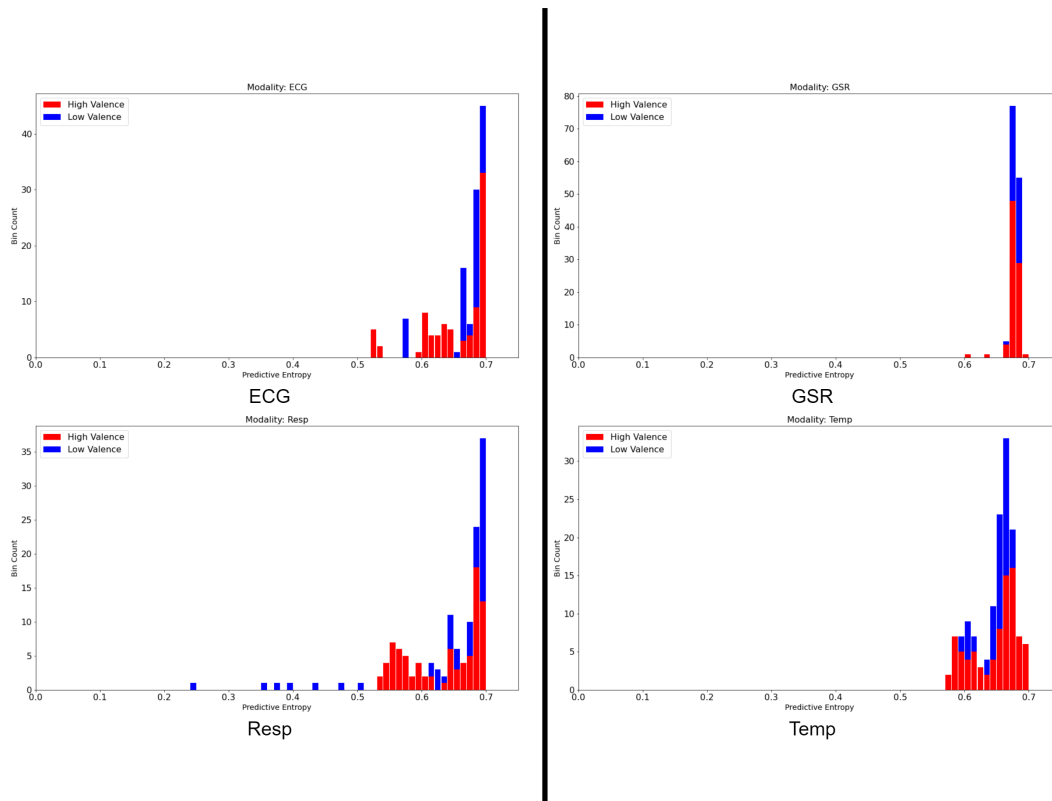 Modality: ECG
High Valence
Low Valence
Bin Count
40
30
20
10
0
0.0 0.1 0.2 0.3 0.4 0.5 0.6 0.7
Predictive Entropy
ECG
Modality: Resp
High Valence
Low Valence
Bin Count
35
30
25
20
15
10
5
0
0.0 0.1 0.2 0.3 0.4 0.5 0.6 0.7
Predictive Entropy
Resp
Modality: GSR
High Valence
Low Valence
Bin Count
80
70
60
50
40
30
20
10
0
0.0 0.1 0.2 0.3 0.4 0.5 0.6 0.7
Predictive Entropy
GSR
Modality: Temp
High Valence
Low Valence
Bin Count
30
25
20
15
10
5
0
0.0 0.1 0.2 0.3 0.4 0.5 0.6 0.7
Predictive Entropy
Temp